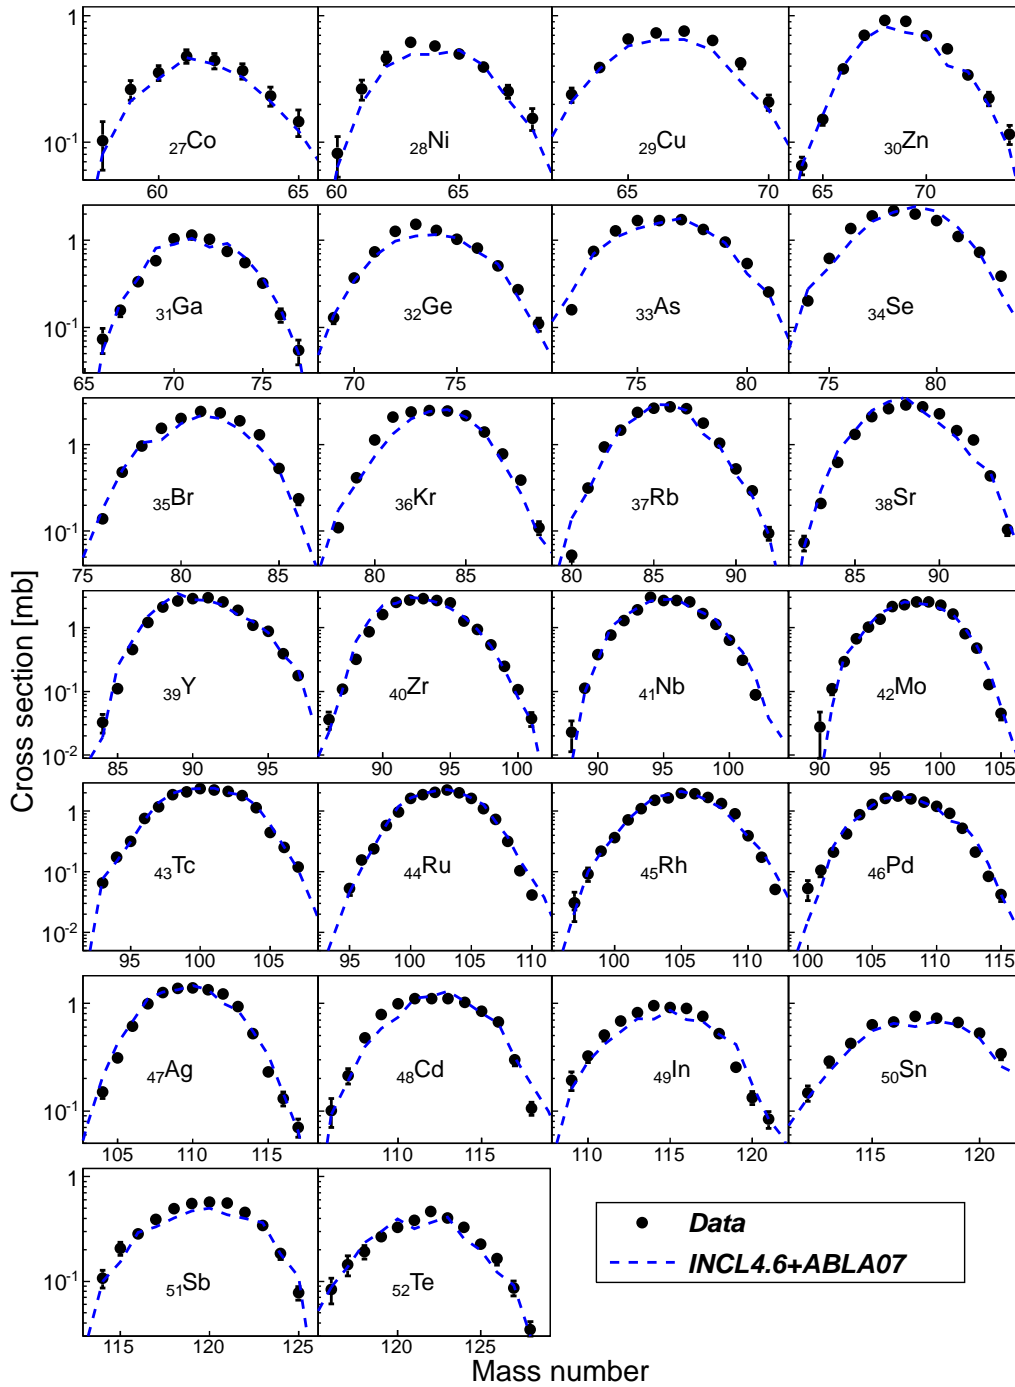 1
10⁻¹
₂₇Co
₂₈Ni
₂₉Cu
₃₀Zn
60 65 60 65 65 70 65 70
1
10⁻¹
₃₁Ga
₃₂Ge
₃₃As
₃₄Se
65 70 75 70 75 75 80 75 80
1
10⁻¹
₃₅Br
₃₆Kr
₃₇Rb
₃₈Sr
75 80 85 80 85 90 80 85 90 85 90
1
10⁻¹
10⁻²
₃₉Y
₄₀Zr
₄₁Nb
₄₂Mo
85 90 95 90 95 100 90 95 100 90 95 100 105
1
10⁻¹
10⁻²
₄₃Tc
₄₄Ru
₄₅Rh
₄₆Pd
95 100 105 95 100 105 110 100 105 110 100 105 110 115
1
10⁻¹
₄₇Ag
₄₈Cd
₄₉In
₅₀Sn
105 110 115 110 115 110 115 120 115 120
1
10⁻¹
₅₁Sb
₅₂Te
115 120 125 120 125
Data
INCL4.6+ABLA07
Cross section [mb]
Mass number